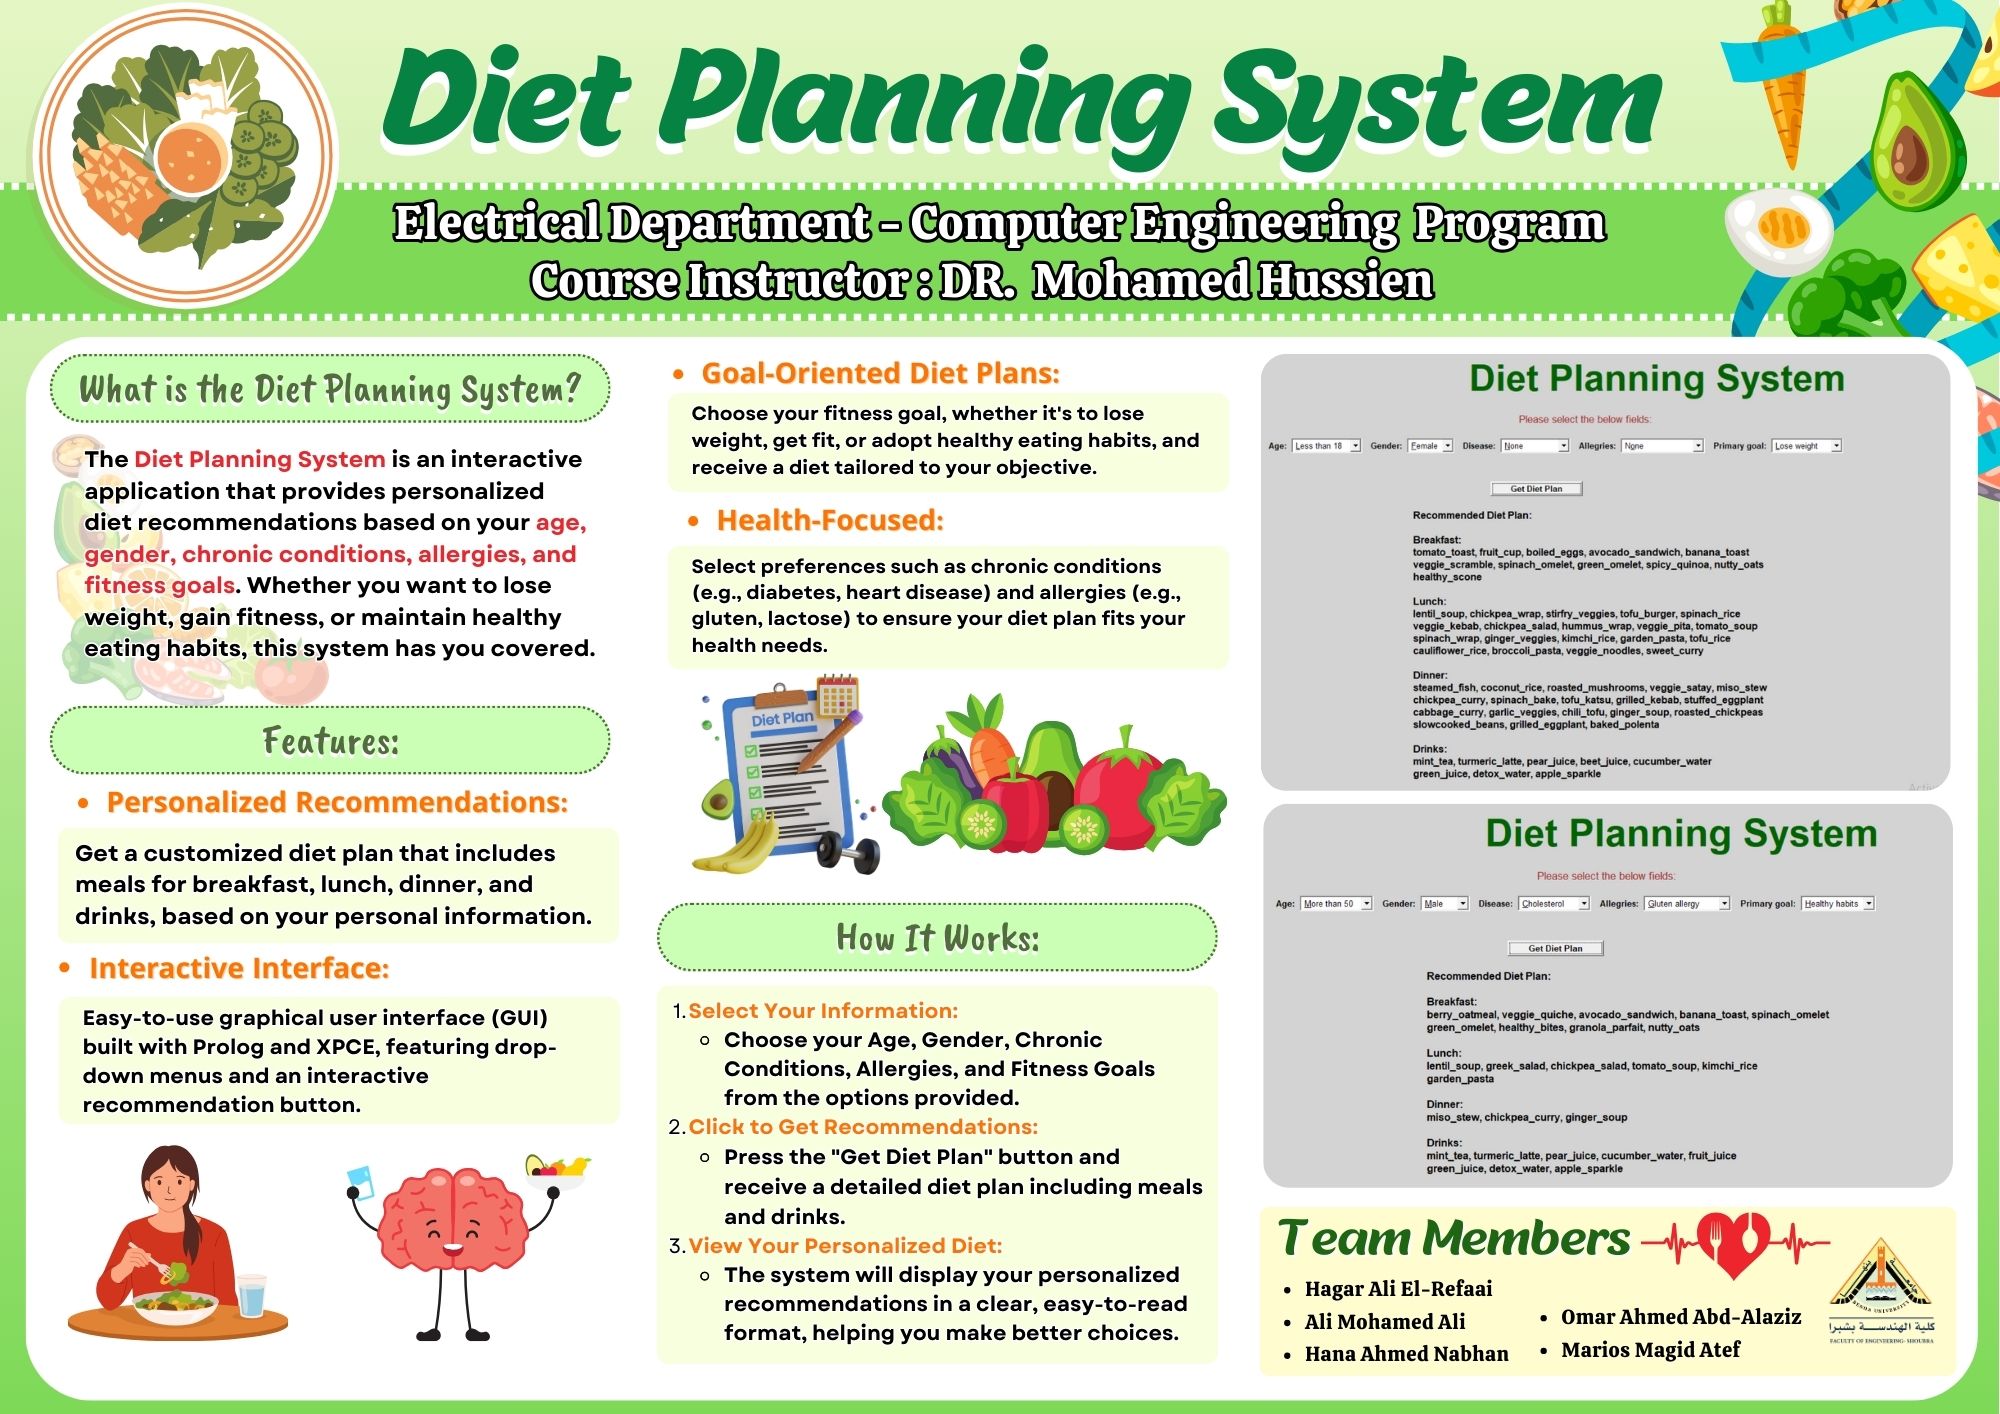 Diet Planning System
Electrical Department - Computer Engineering Program
Course Instructor : DR. Mohamed Hussien
What is the Diet Planning System?
The Diet Planning System is an interactive
application that provides personalized
diet recommendations based on your age,
gender, chronic conditions, allergies, and
fitness goals. Whether you want to lose
weight, gain fitness, or maintain healthy
eating habits, this system has you covered.
Features:
• Personalized Recommendations:
Get a customized diet plan that includes
meals for breakfast, lunch, dinner, and
drinks, based on your personal information.
• Interactive Interface:
Easy-to-use graphical user interface (GUI)
built with Prolog and XPCE, featuring drop-
down menus and an interactive
recommendation button.
• Goal-Oriented Diet Plans:
Choose your fitness goal, whether it's to lose
weight, get fit, or adopt healthy eating habits, and
receive a diet tailored to your objective.
• Health-Focused:
Select preferences such as chronic conditions
(e.g., diabetes, heart disease) and allergies (e.g.,
gluten, lactose) to ensure your diet plan fits your
health needs.
Diet Plan
How It Works:
1. Select Your Information:
Choose your Age, Gender, Chronic
Conditions, Allergies, and Fitness Goals
from the options provided.
2. Click to Get Recommendations:
Press the "Get Diet Plan" button and
receive a detailed diet plan including meals
and drinks.
3. View Your Personalized Diet:
The system will display your personalized
recommendations in a clear, easy-to-read
format, helping you make better choices.
Diet Planning System
Please select the below fields:
Age: Less than 18 Gender: Female Disease: None Allegries: None Primary goal: Lose weight
Get Diet Plan
Recommended Diet Plan:
Breakfast:
tomato_toast, fruit_cup, boiled_eggs, avocado_sandwich, banana_toast
veggie_scramble, spinach_omelet, green_omelet, spicy_quinoa, nutty_oats
healthy_scone
Lunch:
lentil_soup, chickpea_wrap, stirfry_veggies, tofu_burger, spinach_rice
veggie_kebab, chickpea_salad, hummus_wrap, veggie_pita, tomato_soup
spinach_wrap, ginger_veggies, kimchi_rice, garden_pasta, tofu_rice
cauliflower_rice, broccoli_pasta, veggie_noodles, sweet_curry
Dinner:
steamed_fish, coconut_rice, roasted_mushrooms, veggie_satay, miso_stew
chickpea_curry, spinach_bake, tofu_katsu, grilled_kebab, stuffed_eggplant
cabbage_curry, garlic_veggies, chili_tofu, ginger_soup, roasted_chickpeas
slowcooked_beans, grilled_eggplant, baked_polenta
Drinks:
mint_tea, turmeric_latte, pear_juice, beet_juice, cucumber_water
green_juice, detox_water, apple_sparkle
Diet Planning System
Please select the below fields:
Age: More than 50 Gender: Male Disease: Cholesterol Allegries: Gluten allergy Primary goal: Healthy habits
Get Diet Plan
Recommended Diet Plan:
Breakfast:
berry_oatmeal, veggie_quiche, avocado_sandwich, banana_toast, spinach_omelet
green_omelet, healthy_bites, granola_parfait, nutty_oats
Lunch:
lentil_soup, greek_salad, chickpea_salad, tomato_soup, kimchi_rice
garden_pasta
Dinner:
miso_stew, chickpea_curry, ginger_soup
Drinks:
mint_tea, turmeric_latte, pear_juice, cucumber_water, fruit_juice
green_juice, detox_water, apple_sparkle
Team Members
• Hagar Ali El-Refaai
• Ali Mohamed Ali
• Hana Ahmed Nabhan
• Omar Ahmed Abd-Alaziz
• Marios Magid Atef
BENHA UNIVERSITY
كلية الهندسة بشبرا
FACULTY OF ENGINEERING- SHOUBRA